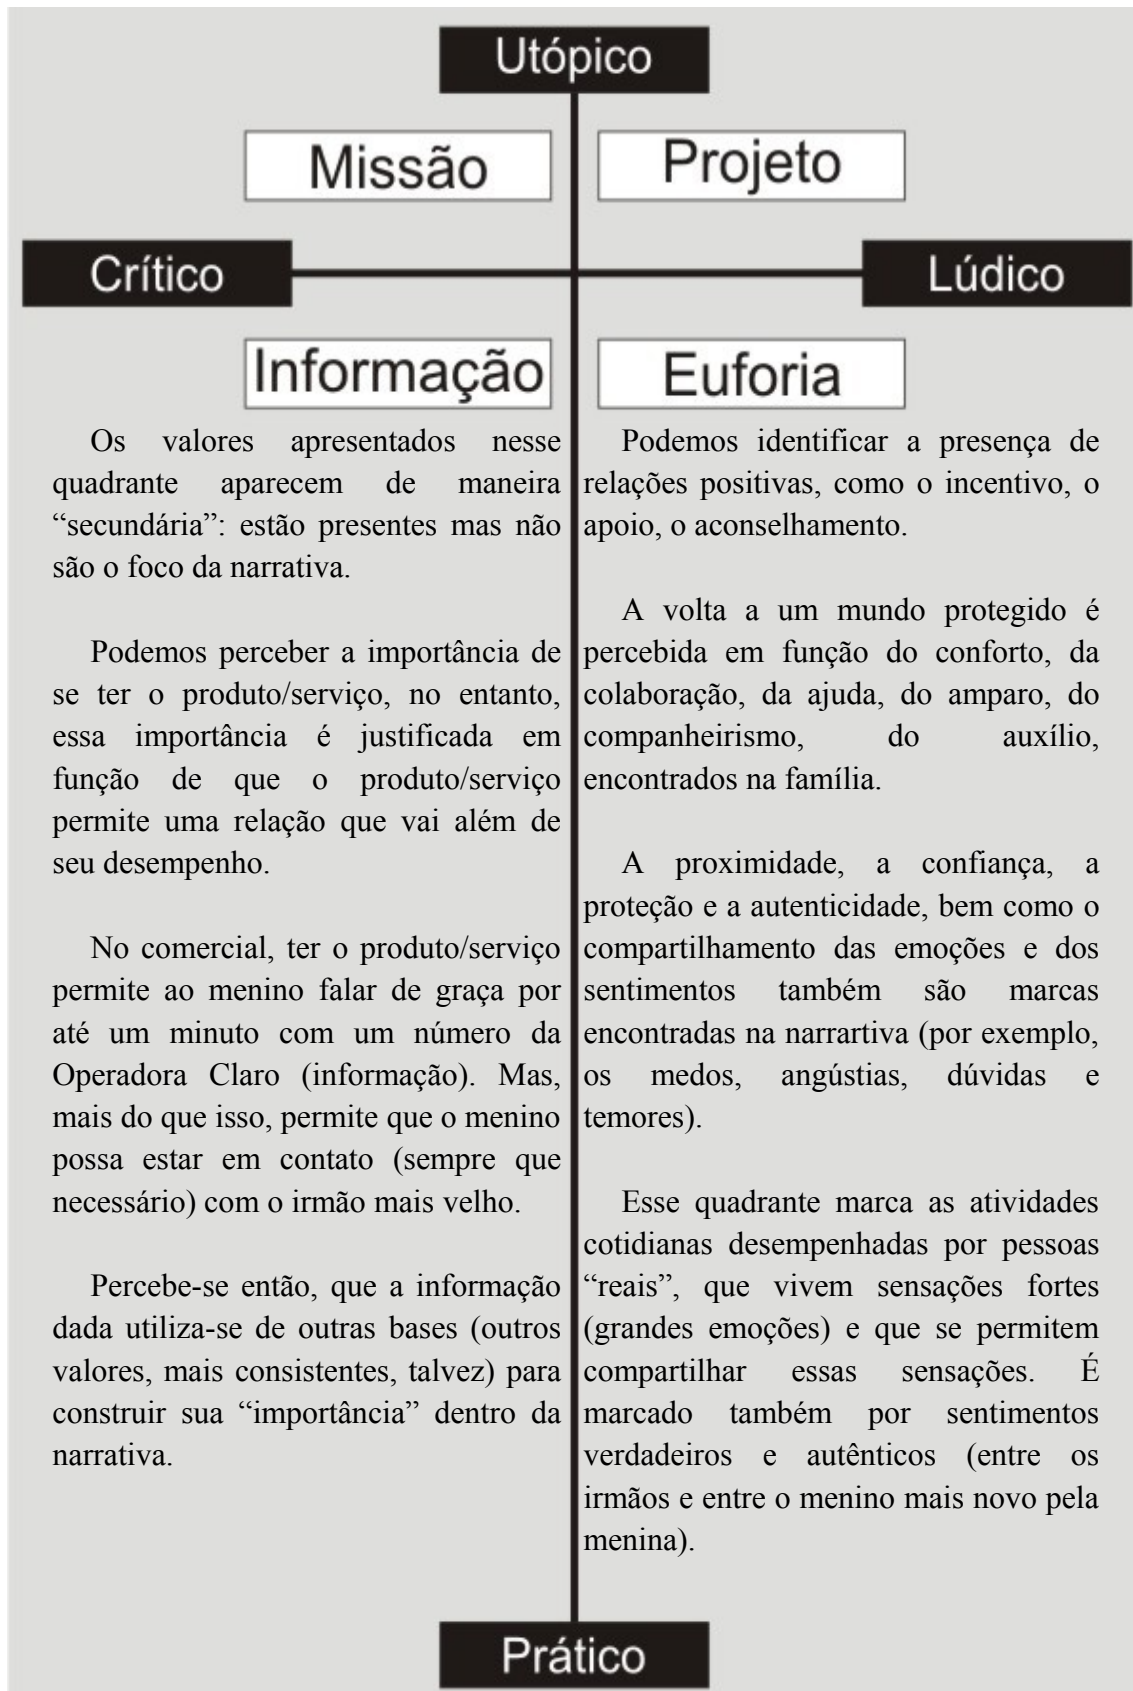 Utópico
Missão
Projeto
Crítico
Lúdico
Informação
Euforia
Os valores apresentados nesse
quadrante aparecem de maneira
“secundária”: estão presentes mas não
são o foco da narrativa.
Podemos perceber a importância de
se ter o produto/serviço, no entanto,
essa importância é justificada em
função de que o produto/serviço
permite uma relação que vai além de
seu desempenho.
No comercial, ter o produto/serviço
permite ao menino falar de graça por
até um minuto com um número da
Operadora Claro (informação). Mas,
mais do que isso, permite que o menino
possa estar em contato (sempre que
necessário) com o irmão mais velho.
Percebe-se então, que a informação
dada utiliza-se de outras bases (outros
valores, mais consistentes, talvez) para
construir sua “importância” dentro da
narrativa.
Podemos identificar a presença de
relações positivas, como o incentivo, o
apoio, o aconselhamento.
A volta a um mundo protegido é
percebida em função do conforto, da
colaboração, da ajuda, do amparo, do
companheirismo, do auxílio,
encontrados na família.
A proximidade, a confiança, a
proteção e a autenticidade, bem como o
compartilhamento das emoções e dos
sentimentos também são marcas
encontradas na narrartiva (por exemplo,
os medos, angústias, dúvidas e
temores).
Esse quadrante marca as atividades
cotidianas desempenhadas por pessoas
“reais”, que vivem sensações fortes
(grandes emoções) e que se permitem
compartilhar essas sensações. É
marcado também por sentimentos
verdadeiros e autênticos (entre os
irmãos e entre o menino mais novo pela
menina).
Prático